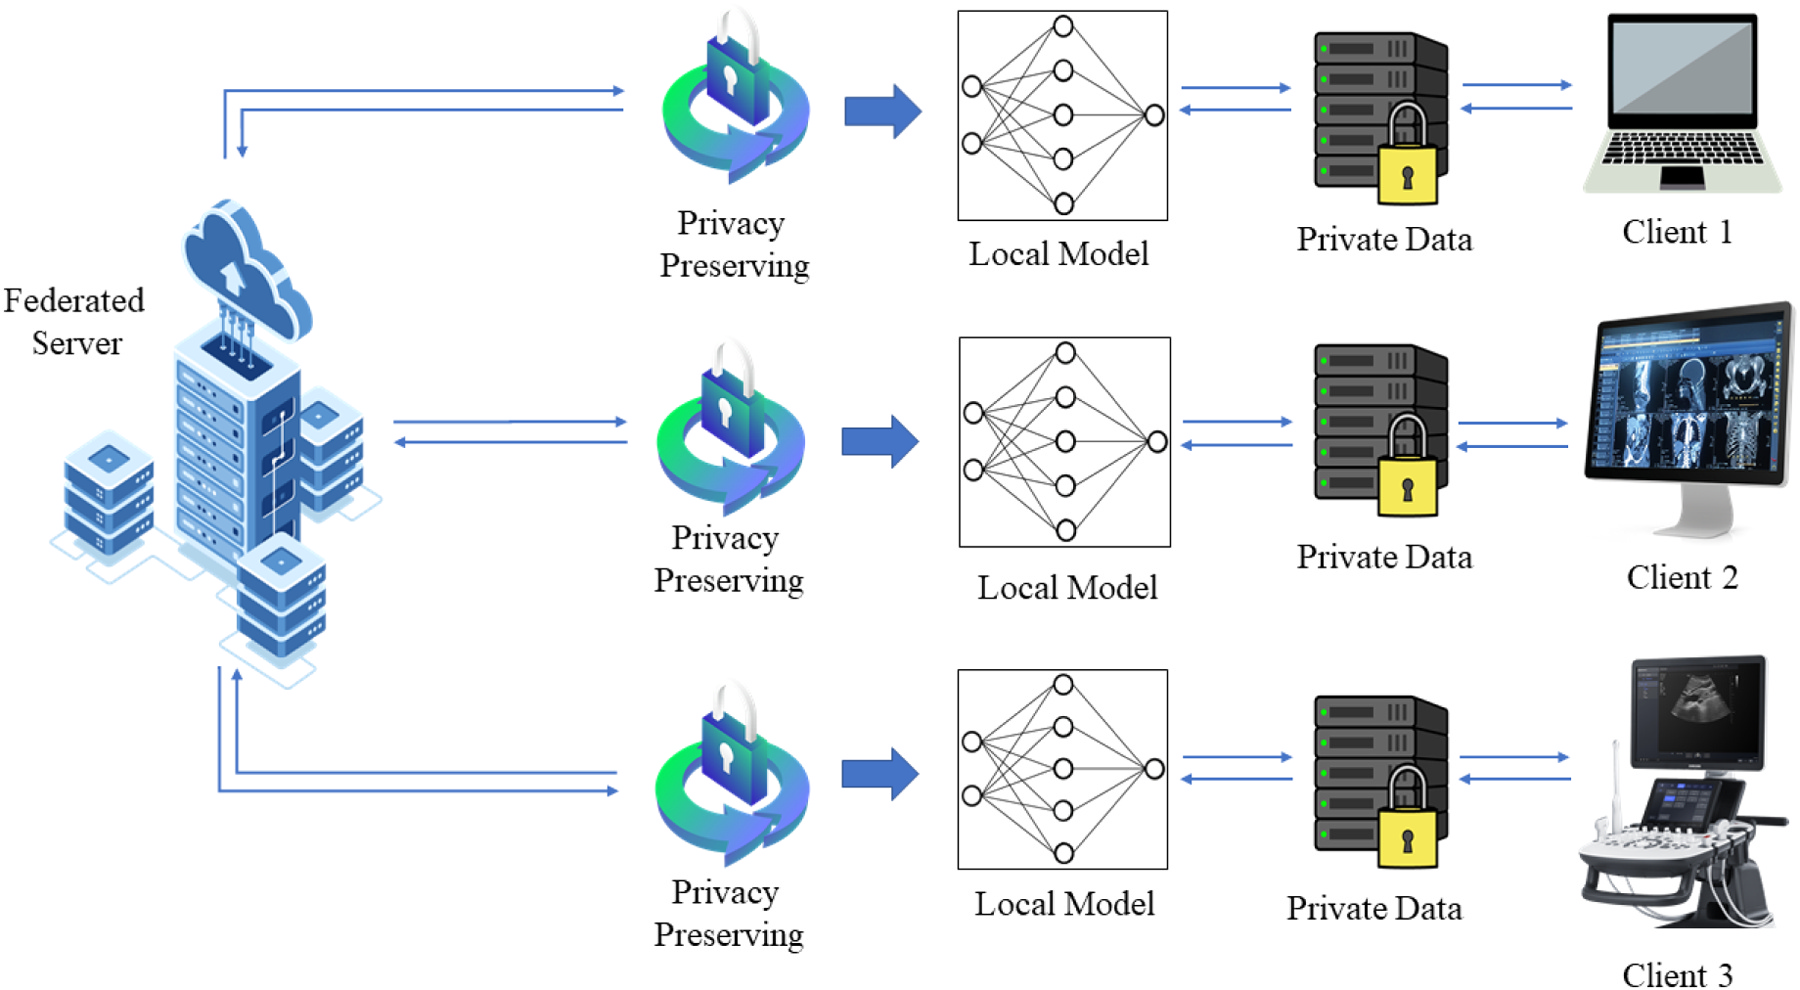 Federated
Server
Privacy
Preserving
Local Model
Private Data
Client 1
Privacy
Preserving
Local Model
Private Data
Client 2
Privacy
Preserving
Local Model
Private Data
Client 3